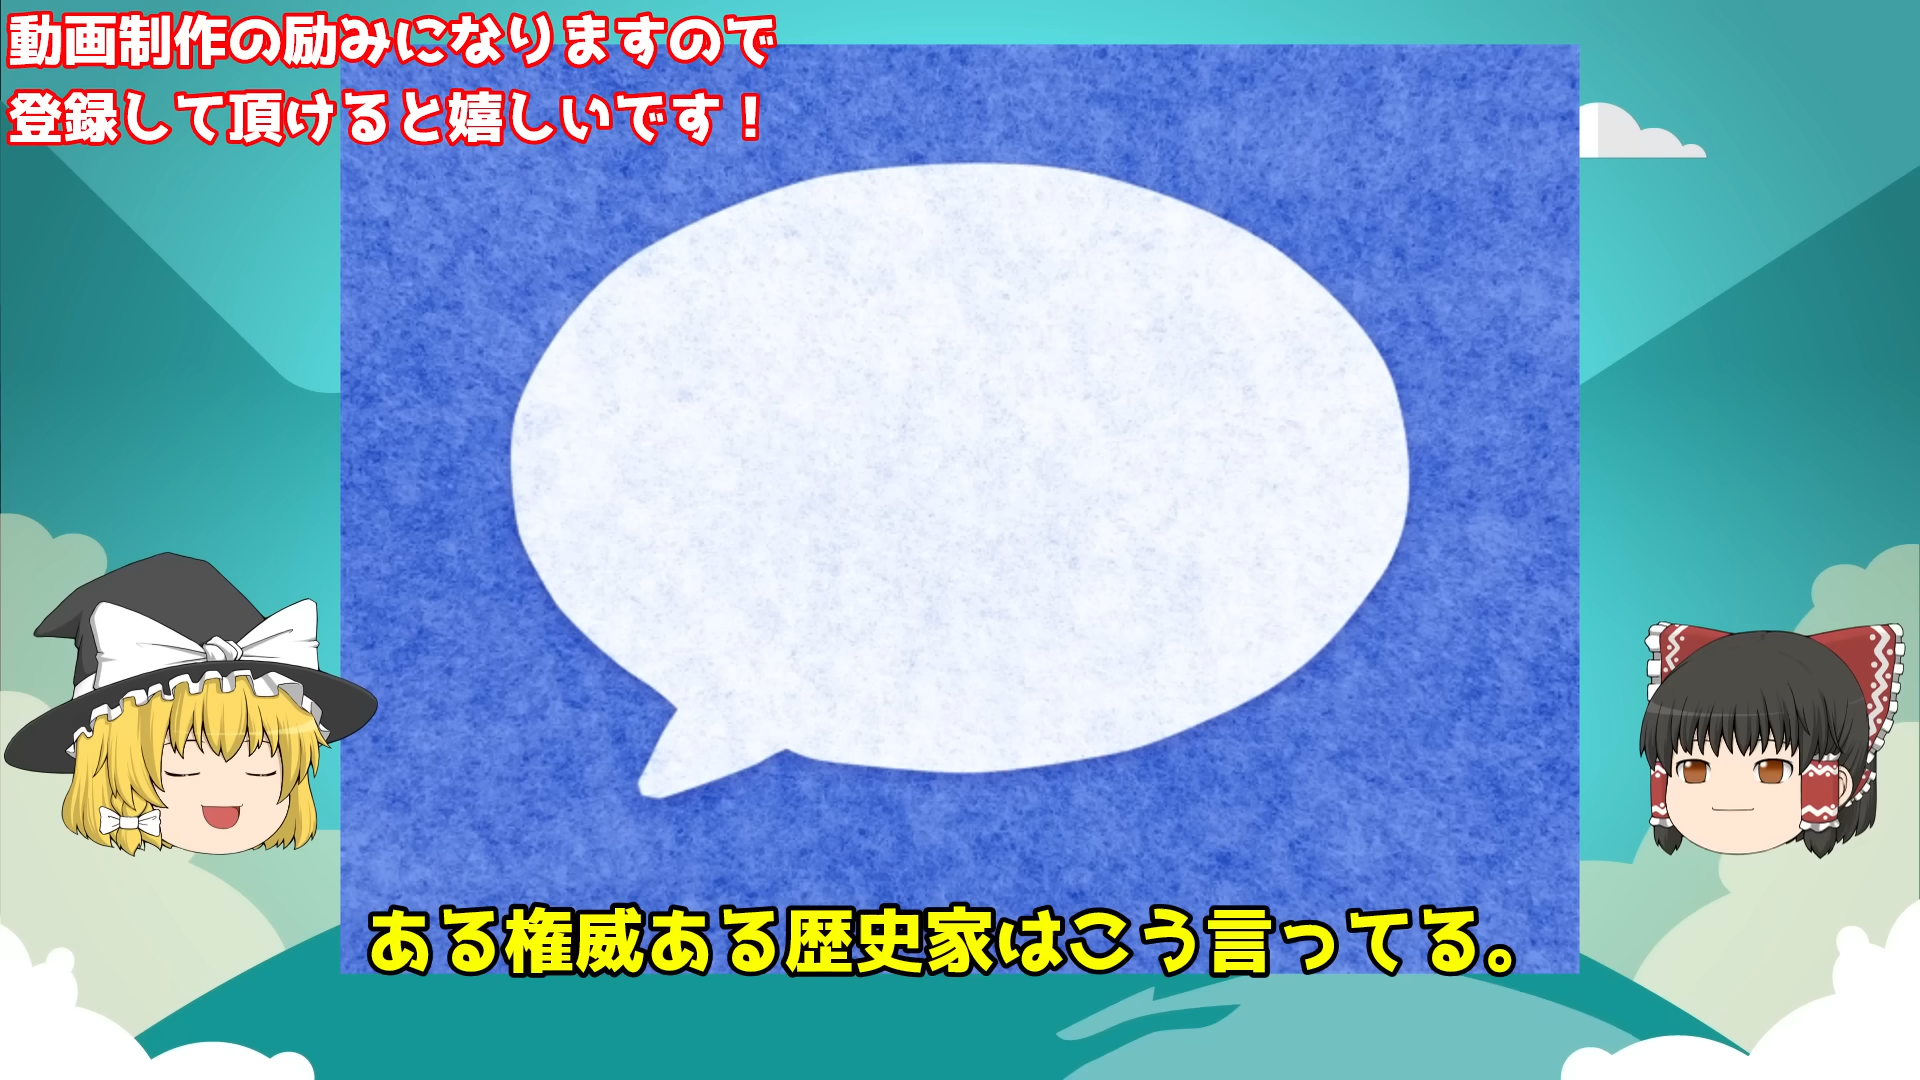 動画制作の励みになりますので
登録して頂けると嬉しいです！
ある権威ある歴史家はこう言ってる。